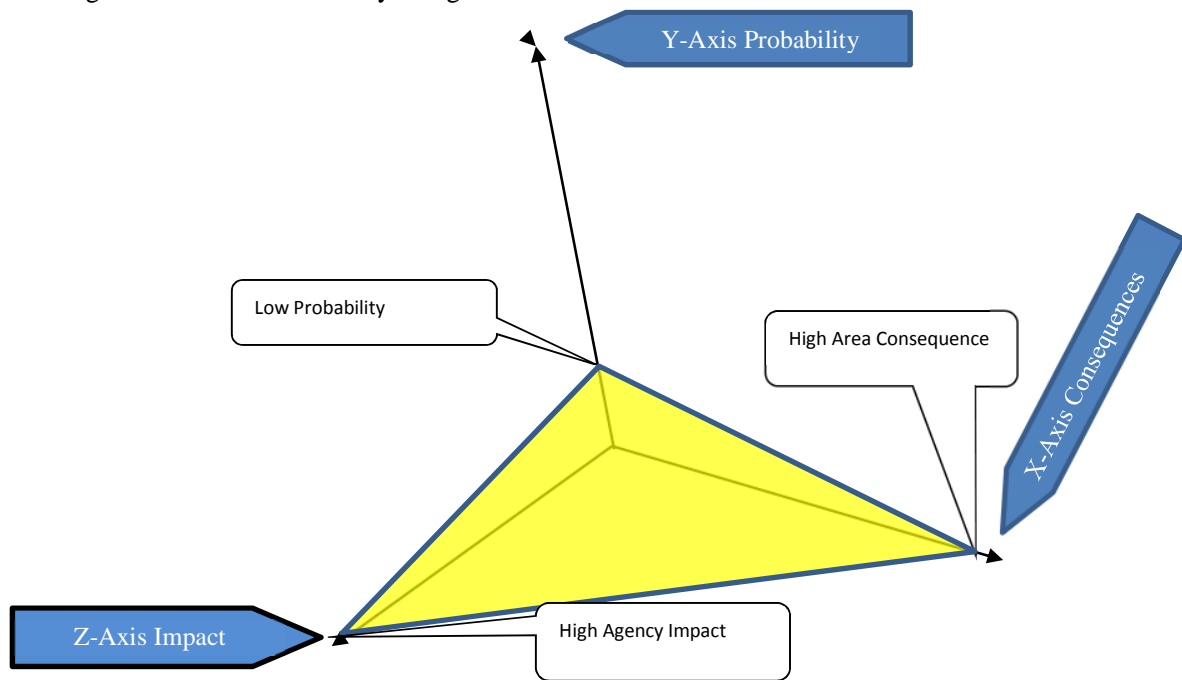 Y-Axis Probability
Low Probability
High Area Consequence
X-Axis Consequences
Z-Axis Impact
High Agency Impact